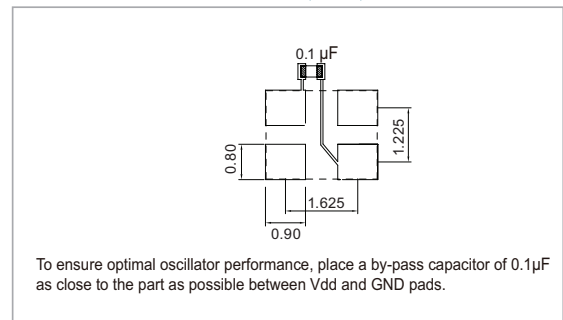 0.1 µF
1.225
0.80
1.625
0.90
To ensure optimal oscillator performance, place a by-pass capacitor of 0.1µF
as close to the part as possible between Vdd and GND pads.